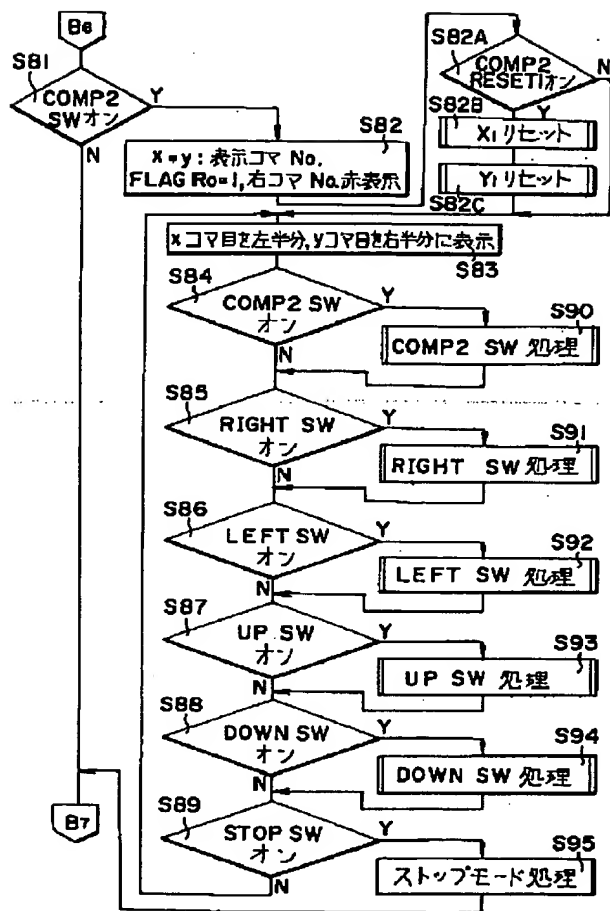 B6
S81
COMP2
SWオン
Y
N
S82
x=y:表示コマ No.
FLAG Ro=1,右コマ No.赤表示
S82A
COMP2
RESET1オン
N
Y
S82B
X1リセット
Y1リセット
S82C
xコマ目を左半分,yコマ目を右半分に表示
S83
S84
COMP2 SW
オン
Y
N
S90
COMP2 SW 処理
S85
RIGHT SW
オン
Y
N
S91
RIGHT SW 処理
S86
LEFT SW
オン
Y
N
S92
LEFT SW 処理
S87
UP SW
オン
Y
N
S93
UP SW 処理
S88
DOWN SW
オン
Y
N
S94
DOWN SW 処理
S89
STOP SW
オン
Y
N
S95
ストップモード処理
B7